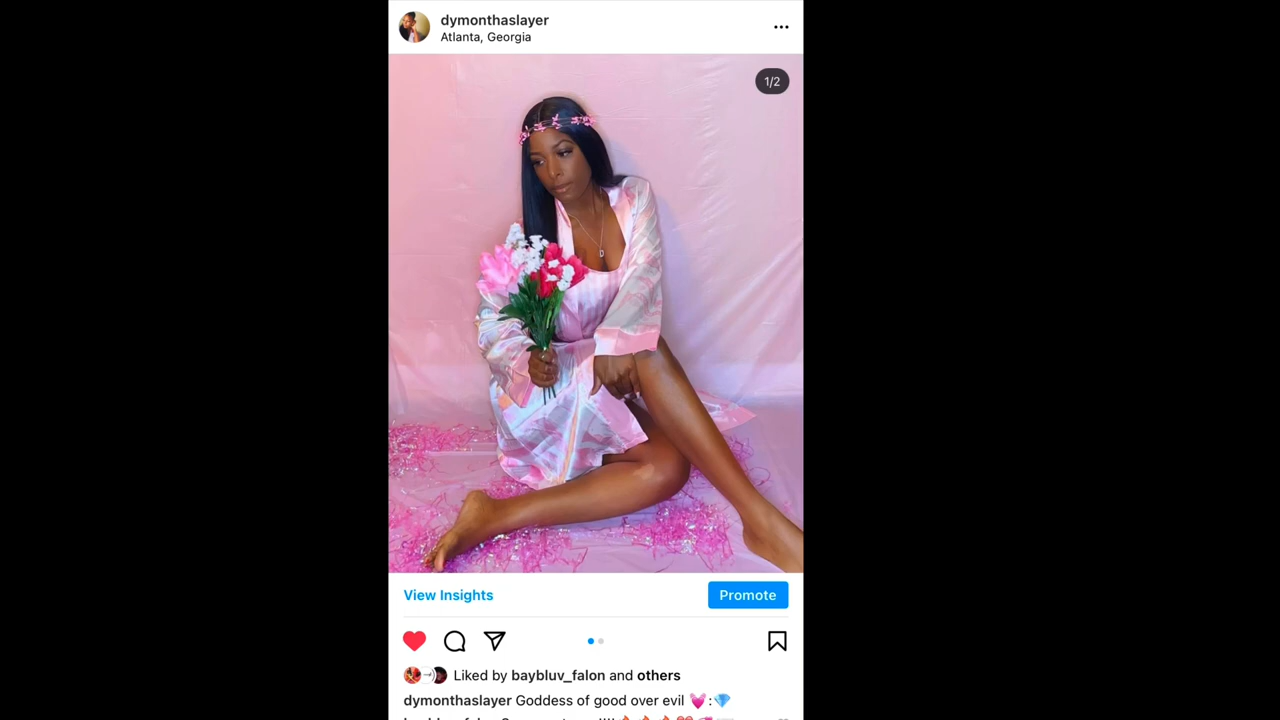 dymonthaslayer
Atlanta, Georgia
1/2
View Insights
Promote
Liked by baybluv_falon and others
dymonthaslayer Goddess of good over evil 💓:💎